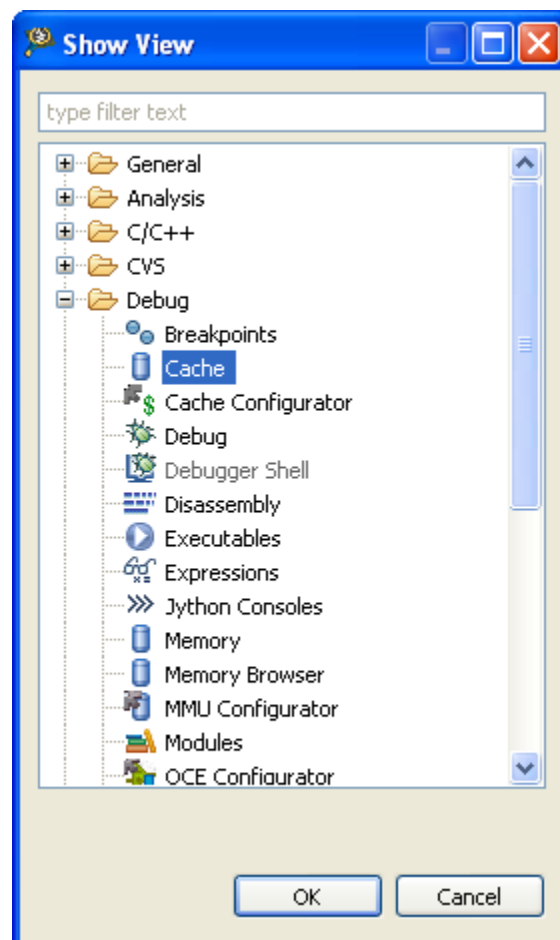 Show View
type filter text
General
Analysis
C/C++
CVS
Debug
Breakpoints
Cache
Cache Configurator
Debug
Debugger Shell
Disassembly
Executables
Expressions
Jython Consoles
Memory
Memory Browser
MMU Configurator
Modules
OCE Configurator
OK Cancel